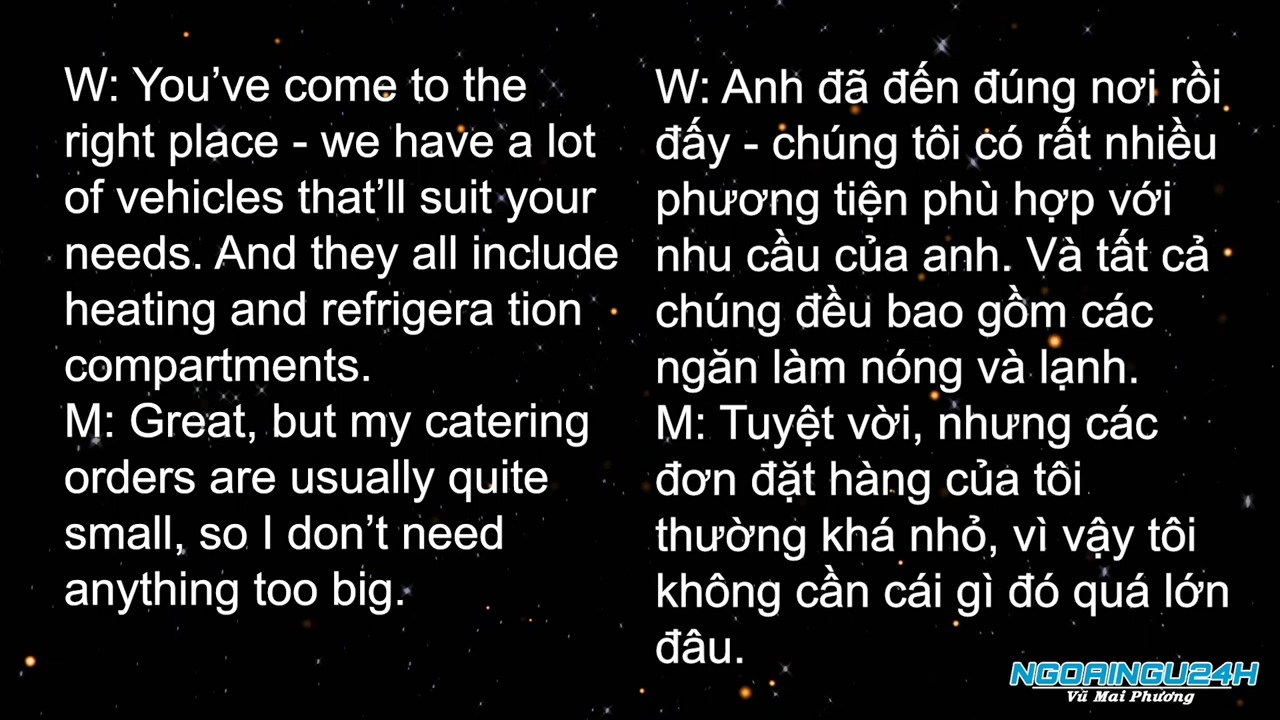 W: You’ve come to the
right place - we have a lot
of vehicles that’ll suit your
needs. And they all include
heating and refrigera tion
compartments.
M: Great, but my catering
orders are usually quite
small, so I don’t need
anything too big.
W: Anh đã đến đúng nơi rồi
đấy - chúng tôi có rất nhiều
phương tiện phù hợp với
nhu cầu của anh. Và tất cả
chúng đều bao gồm các
ngăn làm nóng và lạnh.
M: Tuyệt vời, nhưng các
đơn đặt hàng của tôi
thường khá nhỏ, vì vậy tôi
không cần cái gì đó quá lớn
đâu.
NGOAINGU24H
Vũ Mai Phương